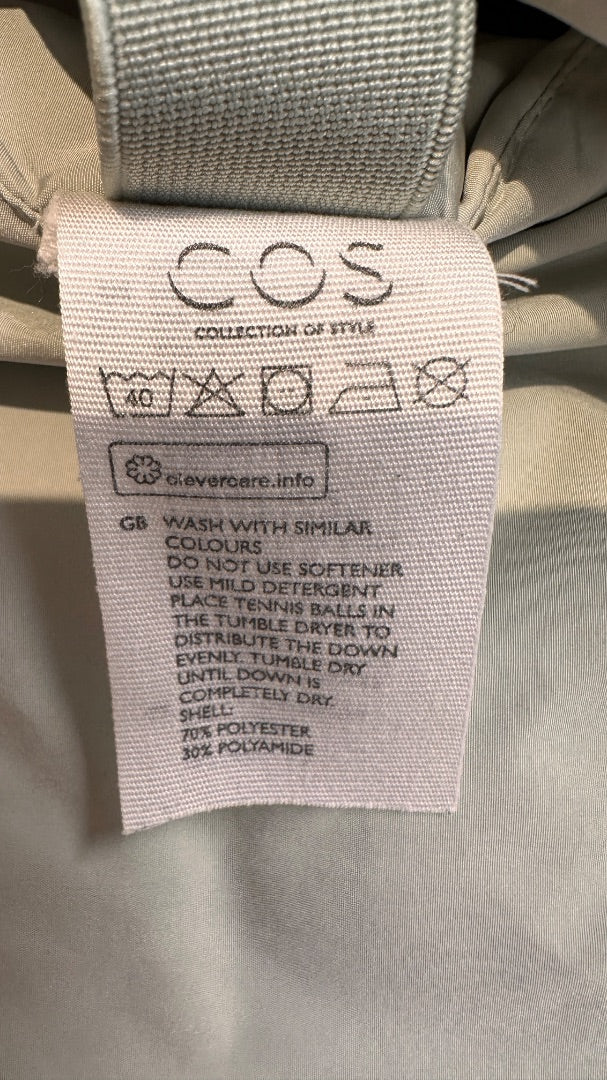 COS
COLLECTION OF STYLE
40
clevercare.info
GB WASH WITH SIMILAR
COLOURS
DO NOT USE SOFTENER
USE MILD DETERGENT
PLACE TENNIS BALLS IN
THE TUMBLE DRYER TO
DISTRIBUTE THE DOWN
EVENLY. TUMBLE DRY
UNTIL DOWN IS
COMPLETELY DRY.
SHELL:
70% POLYESTER
30% POLYAMIDE